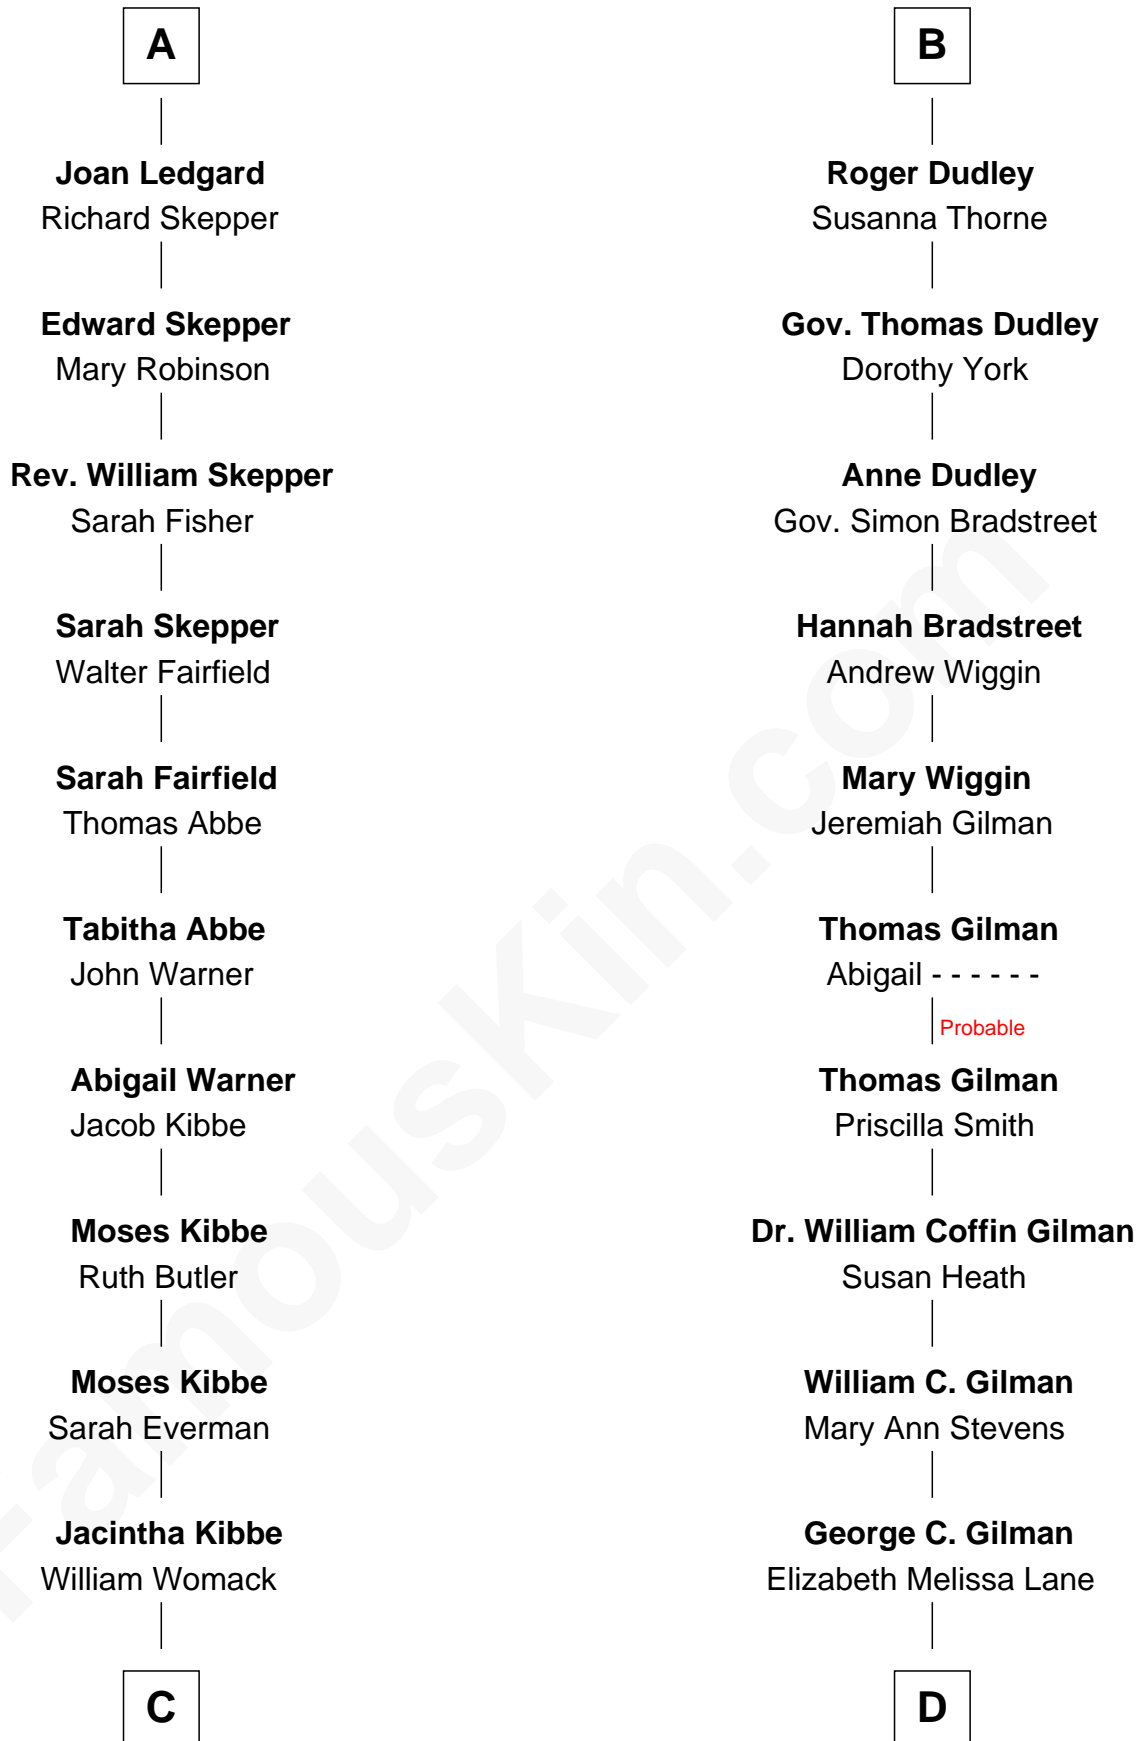 A
Joan Ledgard
Richard Skepper
Edward Skepper
Mary Robinson
Rev. William Skepper
Sarah Fisher
Sarah Skepper
Walter Fairfield
Sarah Fairfield
Thomas Abbe
Tabitha Abbe
John Warner
Abigail Warner
Jacob Kibbe
Moses Kibbe
Ruth Butler
Moses Kibbe
Sarah Everman
Jacintha Kibbe
William Womack
C
B
Roger Dudley
Susanna Thorne
Gov. Thomas Dudley
Dorothy York
Anne Dudley
Gov. Simon Bradstreet
Hannah Bradstreet
Andrew Wiggin
Mary Wiggin
Jeremiah Gilman
Thomas Gilman
Abigail - - - - - -
Probable
Thomas Gilman
Priscilla Smith
Dr. William Coffin Gilman
Susan Heath
William C. Gilman
Mary Ann Stevens
George C. Gilman
Elizabeth Melissa Lane
D
FamousKin.com